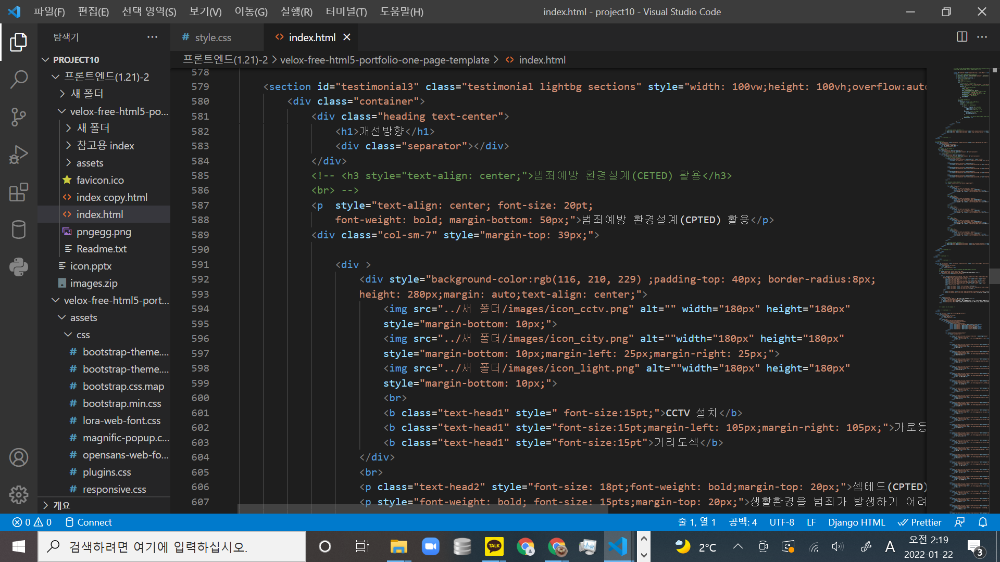 파일(F) 편집(E) 선택 영역(S) 보기(V) 이동(G) 실행(R) 터미널(T) 도움말(H) index.html - project10 - Visual Studio Code
탐색기
PROJECT10
프론트엔드(1.21)-2
새 폴더
velox-free-html5-po...
새 폴더
참고용 index
assets
favicon.ico
index copy.html
index.html
pngegg.png
Readme.txt
icon.pptx
images.zip
velox-free-html5-port...
assets
css
# bootstrap-theme....
# bootstrap-theme....
# bootstrap.css.map
# bootstrap.min.css
# lora-web-font.css
# magnific-popup.c...
# opensans-web-fo...
# plugins.css
# responsive.css
개요
# style.css <> index.html
프론트엔드(1.21)-2 > velox-free-html5-portfolio-one-page-template > <> index.html
578
579 <section id="testimonial3" class="testimonial lightbg sections" style="width: 100vw;height: 100vh;overflow:auto
580 <div class="container">
581 <div class="heading text-center">
582 <h1>개선방향</h1>
583 <div class="separator"></div>
584 </div>
585 <!-- <h3 style="text-align: center;">범죄예방 환경설계(CETED) 활용</h3>
586 <br> -->
587 <p  style="text-align: center; font-size: 20pt;
588 font-weight: bold; margin-bottom: 50px;">범죄예방 환경설계(CPTED) 활용</p>
589 <div class="col-sm-7" style="margin-top: 39px;">
590
591 <div >
592 <div style="background-color:rgb(116, 210, 229) ;padding-top: 40px; border-radius:8px;
593 height: 280px;margin: auto;text-align: center;">
594 <img src="../새 폴더/images/icon_cctv.png" alt="" width="180px" height="180px"
595 style="margin-bottom: 10px;">
596 <img src="../새 폴더/images/icon_city.png" alt=""width="180px" height="180px"
597 style="margin-bottom: 10px;margin-left: 25px;margin-right: 25px;">
598 <img src="../새 폴더/images/icon_light.png" alt=""width="180px" height="180px"
599 style="margin-bottom: 10px;">
600 <br>
601 <b class="text-head1" style=" font-size:15pt;">CCTV 설치</b>
602 <b class="text-head1" style="font-size:15pt;margin-left: 105px;margin-right: 105px;">가로등
603 <b class="text-head1" style="font-size:15pt">거리도색</b>
604 </div>
605 <br>
606 <p class="text-head2" style="font-size: 18pt;font-weight: bold;margin-top: 20px;">셉테드(CPTED)
607 <p style="font-weight: bold; font-size: 15pts;margin-top: 20px;">생활환경을 범죄가 발생하기 어려
0 0 Connect 줄 1, 열 1 공백: 4 UTF-8 LF Django HTML Prettier
검색하려면 여기에 입력하십시오. TALK 2°C A 오전 2:19
2022-01-22 3